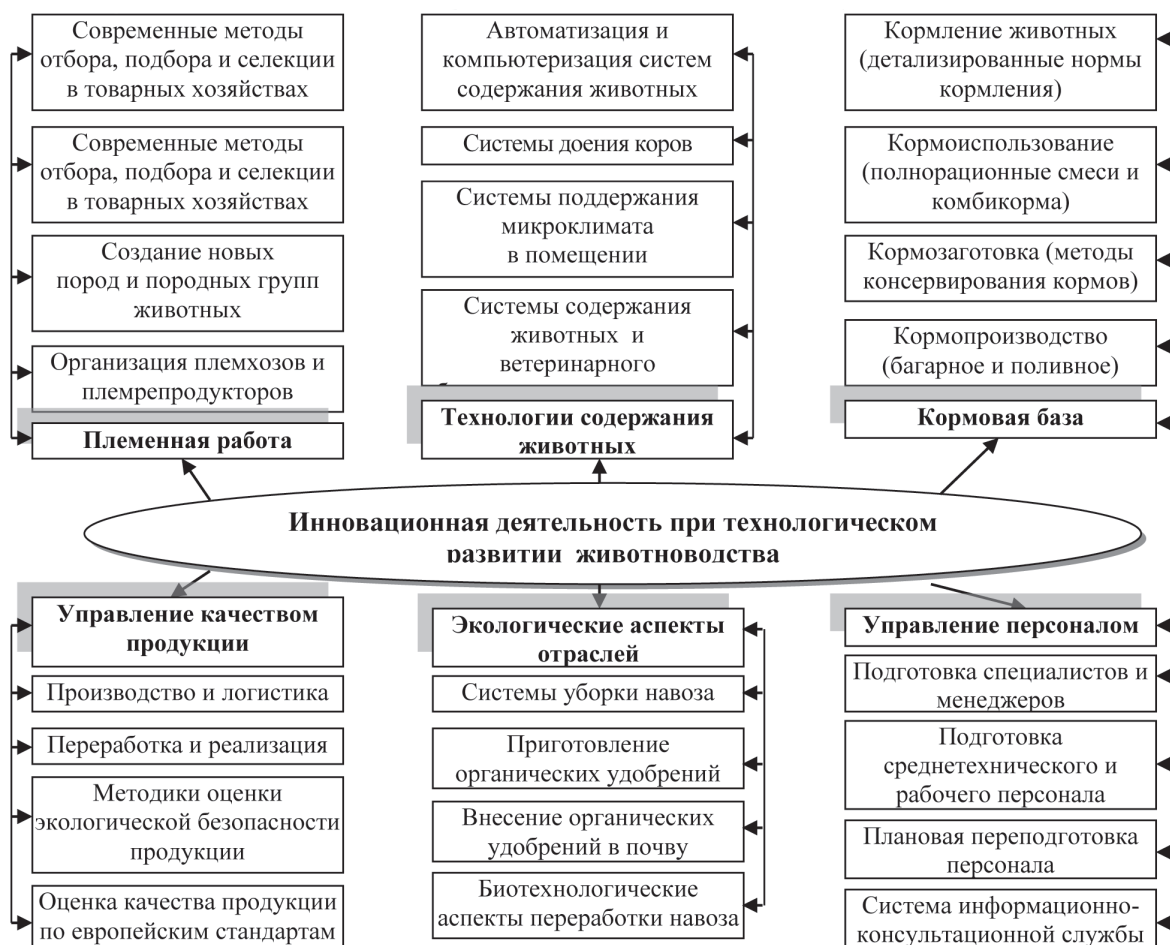 Современные методы
отбора, подбора и селекции
в товарных хозяйствах
Современные методы
отбора, подбора и селекции
в товарных хозяйствах
Создание новых
пород и породных групп
животных
Организация племхозов и
племрепродукторов
Племенная работа
Автоматизация и
компьютеризация систем
содержания животных
Системы доения коров
Системы поддержания
микроклимата
в помещении
Системы содержания
животных и
ветеринарного
Технологии содержания
животных
Кормление животных
(детализированные нормы
кормления)
Кормоиспользование
(полнорационные смеси и
комбикорма)
Кормозаготовка (методы
консервирования кормов)
Кормопроизводство
(багарное и поливное)
Кормовая база
Инновационная деятельность при технологическом
развитии животноводства
Управление качеством
продукции
Производство и логистика
Переработка и реализация
Методики оценки
экологической безопасности
продукции
Оценка качества продукции
по европейским стандартам
Экологические аспекты
отраслей
Системы уборки навоза
Приготовление
органических удобрений
Внесение органических
удобрений в почву
Биотехнологические
аспекты переработки навоза
Управление персоналом
Подготовка специалистов и
менеджеров
Подготовка
среднетехнического и
рабочего персонала
Плановая переподготовка
персонала
Система информационно-
консультационной службы